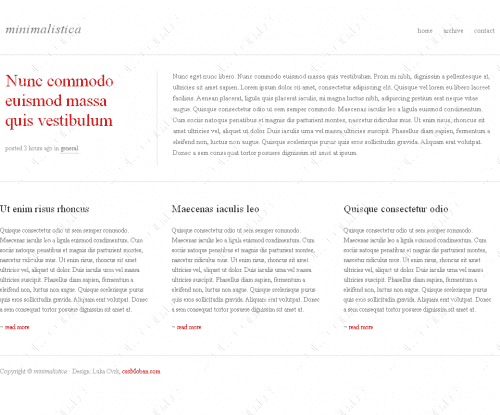 minimalistica
home archive contact
Nunc commodo
euismod massa
quis vestibulum
posted 3 hours ago in general
Nunc eget nunc libero. Nunc commodo euismod massa quis vestibulum. Proin mi nibh, dignissim a pellentesque at,
ultricies sit amet sapien. Lorem ipsum dolor sit amet, consectetur adipiscing elit. Quisque vel lorem eu libero laoreet
facilisis. Aenean placerat, ligula quis placerat iaculis, mi magna luctus nibh, adipiscing pretium erat neque vitae
augue. Quisque consectetur odio ut sem semper commodo. Maecenas iaculis leo a ligula euismod condimentum.
Cum sociis natoque penatibus et magnis dis parturient montes, nascetur ridiculus mus. Ut enim risus, rhoncus sit
amet ultricies vel, aliquet ut dolor. Duis iaculis urna vel massa ultricies suscipit. Phasellus diam sapien, fermentum a
eleifend non, luctus non augue. Quisque scelerisque purus quis eros sollicitudin gravida. Aliquam erat volutpat.
Donec a sem consequat tortor posuere dignissim sit amet at ipsum.
Ut enim risus rhoncus
Quisque consectetur odio ut sem semper commodo.
Maecenas iaculis leo a ligula euismod condimentum. Cum
sociis natoque penatibus et magnis dis parturient montes,
nascetur ridiculus mus. Ut enim risus, rhoncus sit amet
ultricies vel, aliquet ut dolor. Duis iaculis urna vel massa
ultricies suscipit. Phasellus diam sapien, fermentum a
eleifend non, luctus non augue. Quisque scelerisque purus
quis eros sollicitudin gravida. Aliquam erat volutpat. Donec
a sem consequat tortor posuere dignissim sit amet at.
~ read more
Maecenas iaculis leo
Quisque consectetur odio ut sem semper commodo.
Maecenas iaculis leo a ligula euismod condimentum. Cum
sociis natoque penatibus et magnis dis parturient montes,
nascetur ridiculus mus. Ut enim risus, rhoncus sit amet
ultricies vel, aliquet ut dolor. Duis iaculis urna vel massa
ultricies suscipit. Phasellus diam sapien, fermentum a
eleifend non, luctus non augue. Quisque scelerisque purus
quis eros sollicitudin gravida. Aliquam erat volutpat. Donec
a sem consequat tortor posuere dignissim sit amet at.
~ read more
Quisque consectetur odio
Quisque consectetur odio ut sem semper commodo.
Maecenas iaculis leo a ligula euismod condimentum. Cum
sociis natoque penatibus et magnis dis parturient montes,
nascetur ridiculus mus. Ut enim risus, rhoncus sit amet
ultricies vel, aliquet ut dolor. Duis iaculis urna vel massa
ultricies suscipit. Phasellus diam sapien, fermentum a
eleifend non, luctus non augue. Quisque scelerisque purus
quis eros sollicitudin gravida. Aliquam erat volutpat. Donec
a sem consequat tortor posuere dignissim sit amet at.
~ read more
Copyright © minimalistica · Design: Luka Cvrk, cssMoban.com